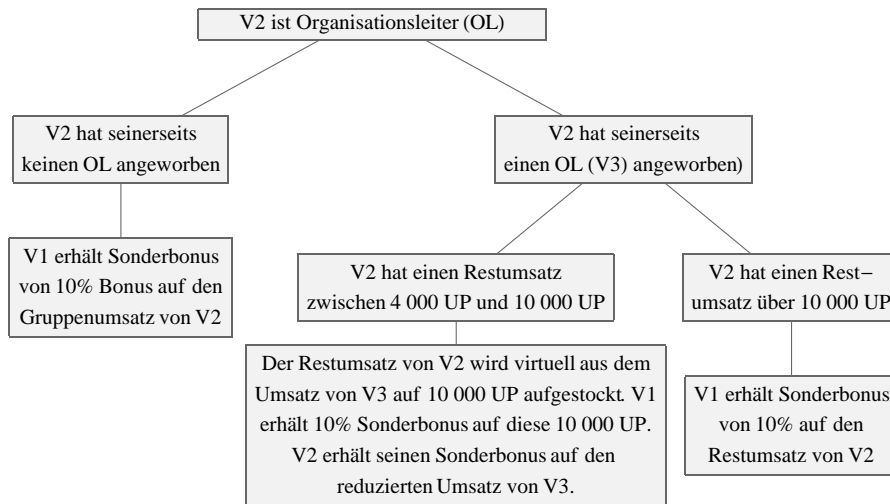 V2 ist Organisationsleiter (OL)
V2 hat seinerseits
keinen OL angeworben
V2 hat seinerseits
einen OL (V3) angeworben)
V1 erhält Sonderbonus
von 10% Bonus auf den
Gruppenumsatz von V2
V2 hat einen Restumsatz
zwischen 4 000 UP und 10 000 UP
V2 hat einen Rest−
umsatz über 10 000 UP
Der Restumsatz von V2 wird virtuell aus dem
Umsatz von V3 auf 10 000 UP aufgestockt. V1
erhält 10% Sonderbonus auf diese 10 000 UP.
V2 erhält seinen Sonderbonus auf den
reduzierten Umsatz von V3.
V1 erhält Sonderbonus
von 10% auf den
Restumsatz von V2